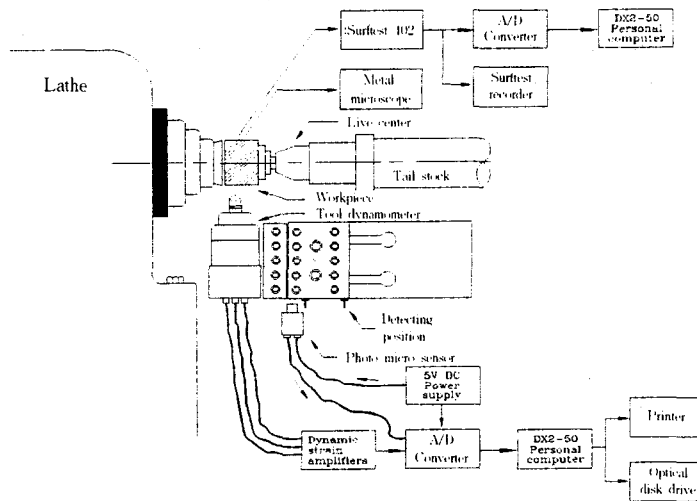 Surftest 402
A/D
Converter
DX2-50
Personal
computer
Lathe
Metal
microscope
Surftest
recorder
Live center
Tail stock
Workpiece
Tool dynamometer
Detecting
position
Photo micro sensor
5V DC
Power
supply
Dynamic
strain
amplifiers
A/D
Converter
DX2-50
Personal
computer
Printer
Optical
disk drive